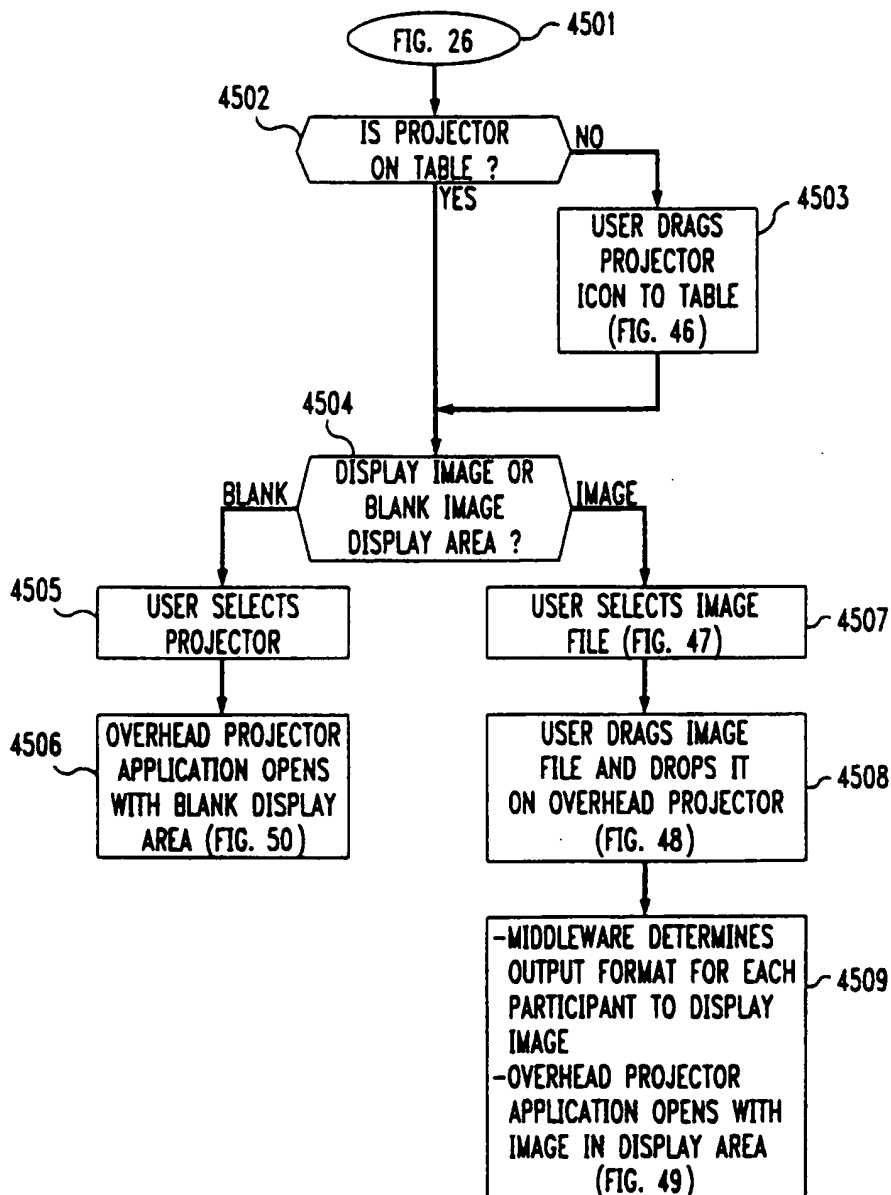 FIG. 26
4501
4502
IS PROJECTOR
ON TABLE ?
NO
YES
4503
USER DRAGS
PROJECTOR
ICON TO TABLE
(FIG. 46)
4504
DISPLAY IMAGE OR
BLANK IMAGE
DISPLAY AREA ?
BLANK
IMAGE
4505
USER SELECTS
PROJECTOR
4506
OVERHEAD PROJECTOR
APPLICATION OPENS
WITH BLANK DISPLAY
AREA (FIG. 50)
USER SELECTS IMAGE
FILE (FIG. 47)
4507
USER DRAGS IMAGE
FILE AND DROPS IT
ON OVERHEAD PROJECTOR
(FIG. 48)
4508
-MIDDLEWARE DETERMINES
OUTPUT FORMAT FOR EACH
PARTICIPANT TO DISPLAY
IMAGE
-OVERHEAD PROJECTOR
APPLICATION OPENS WITH
IMAGE IN DISPLAY AREA
(FIG. 49)
4509